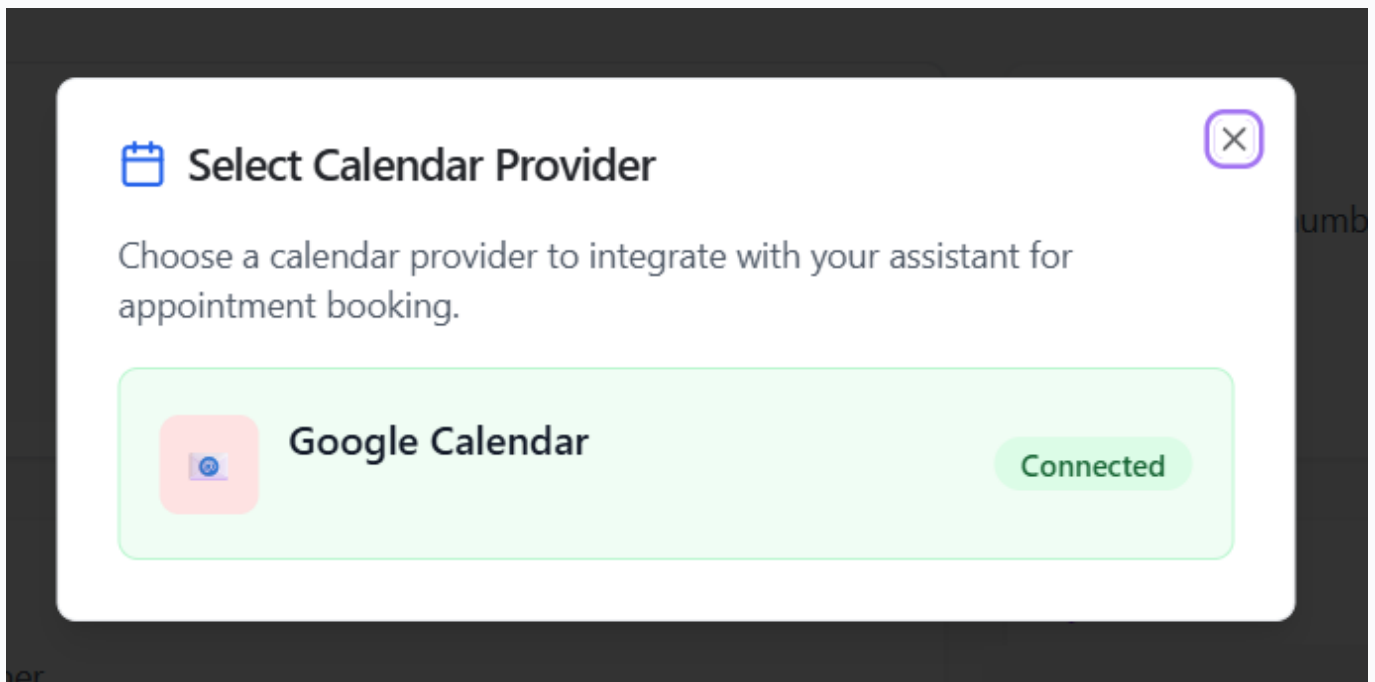 Select Calendar Provider
Choose a calendar provider to integrate with your assistant for
appointment booking.
Google Calendar
Connected